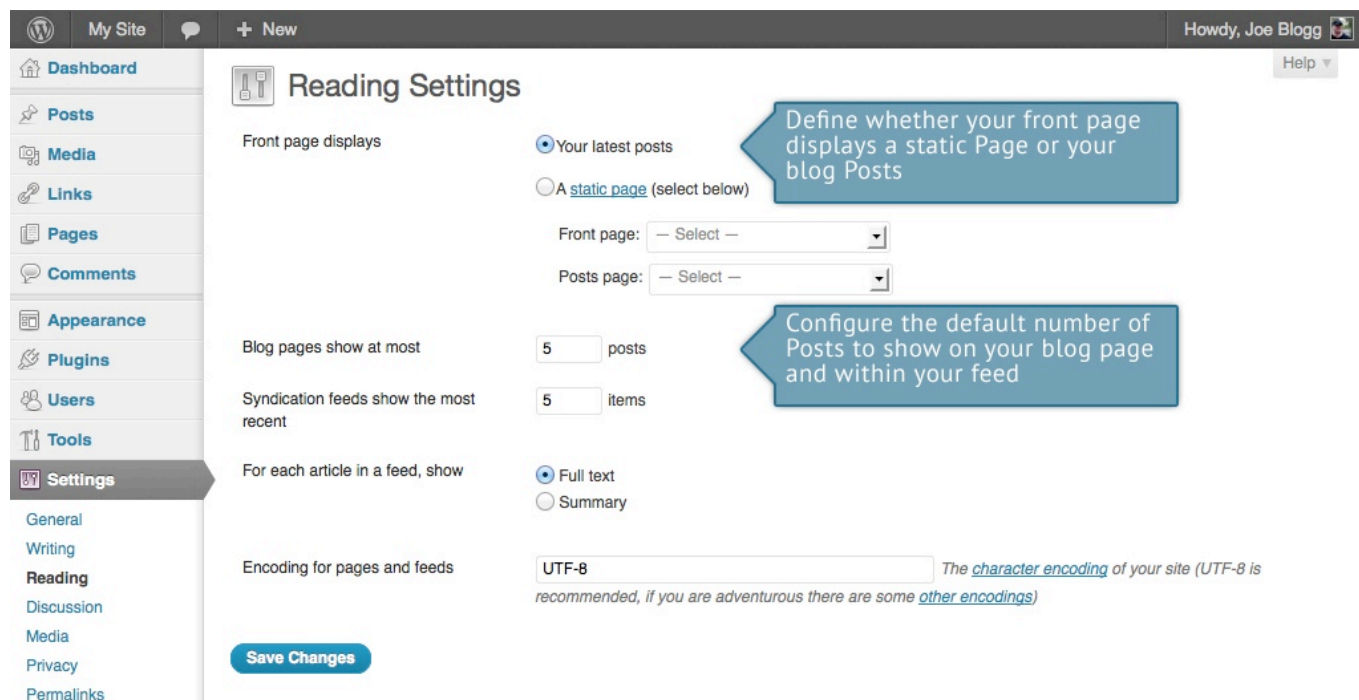 My Site
+ New
Howdy, Joe Blogg
Help
Dashboard
Posts
Media
Links
Pages
Comments
Appearance
Plugins
Users
Tools
Settings
General
Writing
Reading
Discussion
Media
Privacy
Permalinks
Reading Settings
Front page displays
Your latest posts
A static page (select below)
Front page: — Select —
Posts page: — Select —
Define whether your front page
displays a static Page or your
blog Posts
Blog pages show at most
5 posts
Configure the default number of
Posts to show on your blog page
and within your feed
Syndication feeds show the most
recent
5 items
For each article in a feed, show
Full text
Summary
Encoding for pages and feeds
UTF-8
The character encoding of your site (UTF-8 is
recommended, if you are adventurous there are some other encodings)
Save Changes